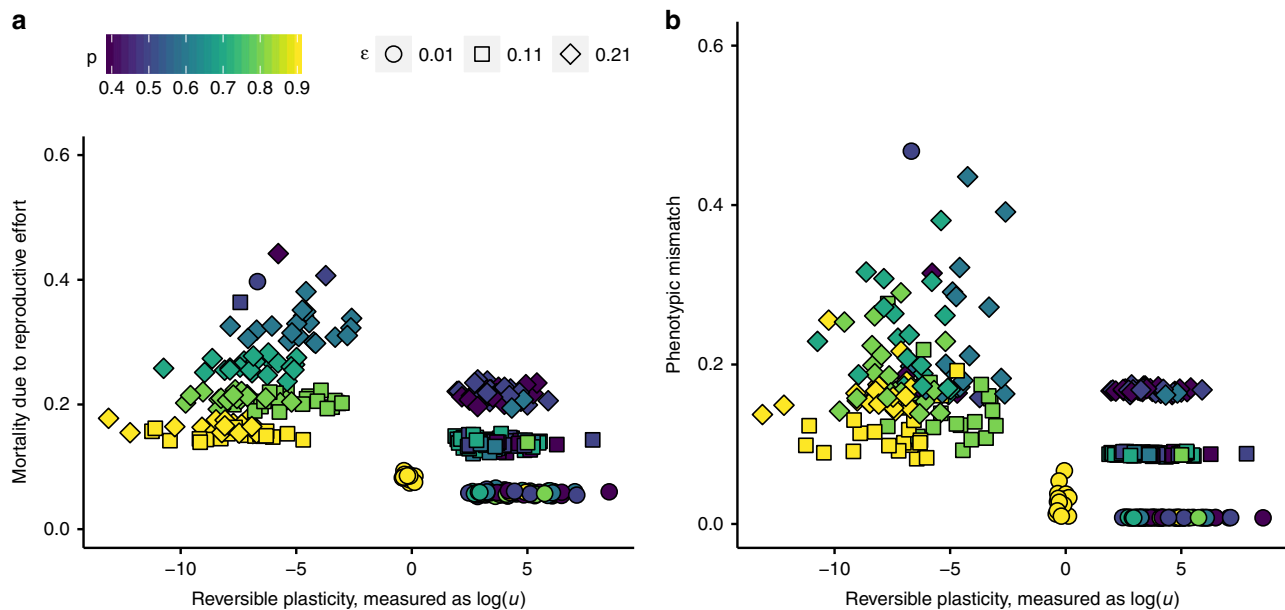 a
p
0.4 0.5 0.6 0.7 0.8 0.9
ε 0.01 0.11 0.21
0.6
0.4
0.2
0.0
Mortality due to reproductive effort
−10 −5 0 5
Reversible plasticity, measured as log(u)
b
0.6
0.4
0.2
0.0
Phenotypic mismatch
−10 −5 0 5
Reversible plasticity, measured as log(u)